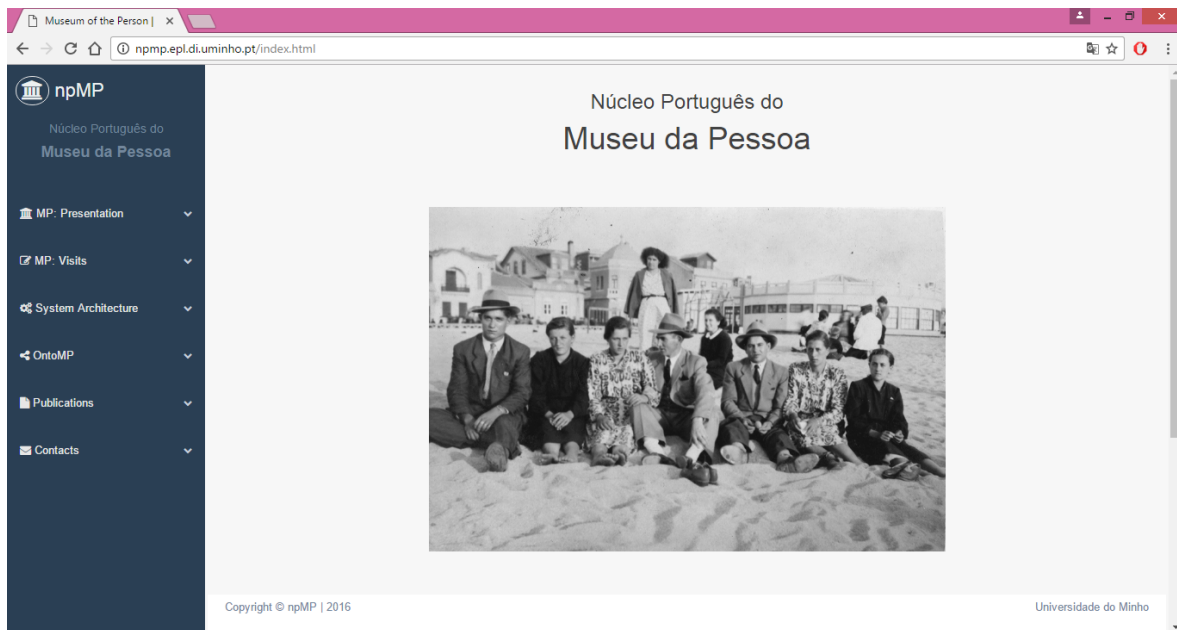 Museum of the Person |
npmp.epl.di.uminho.pt/index.html
npMP
Núcleo Português do
Museu da Pessoa
MP: Presentation
MP: Visits
System Architecture
OntoMP
Publications
Contacts
Núcleo Português do
Museu da Pessoa
Copyright © npMP | 2016
Universidade do Minho